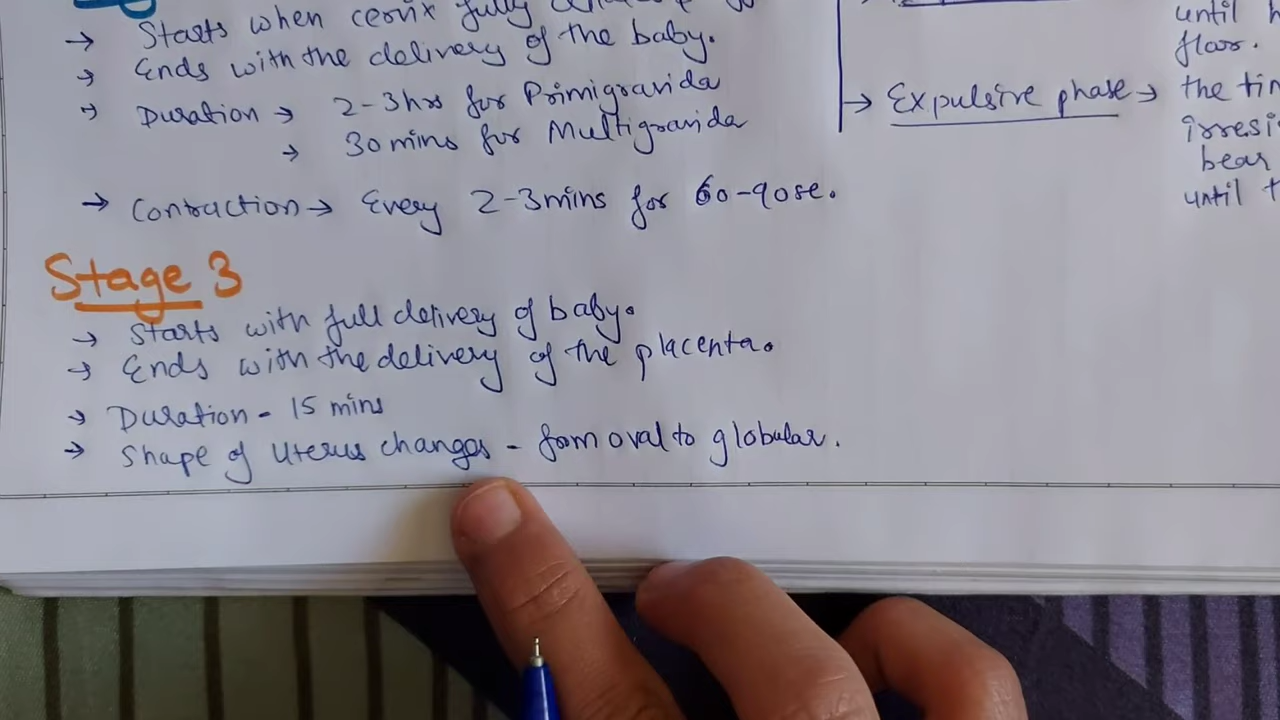 Starts when cervix fully
→ Ends with the delivery of the baby.
→ Duration → 2-3hrs for Primigravida
→ 30 mins for Multigravida
→ Contraction → Every 2-3mins for 60-90se.
until
floor.
→ Expulsive phase → the
bear
until
Stage 3
→ Starts with full delivery of baby.
→ Ends with the delivery of the placenta.
→ Duration - 15 mins
→ Shape of Uterus changes - from oval to globular.